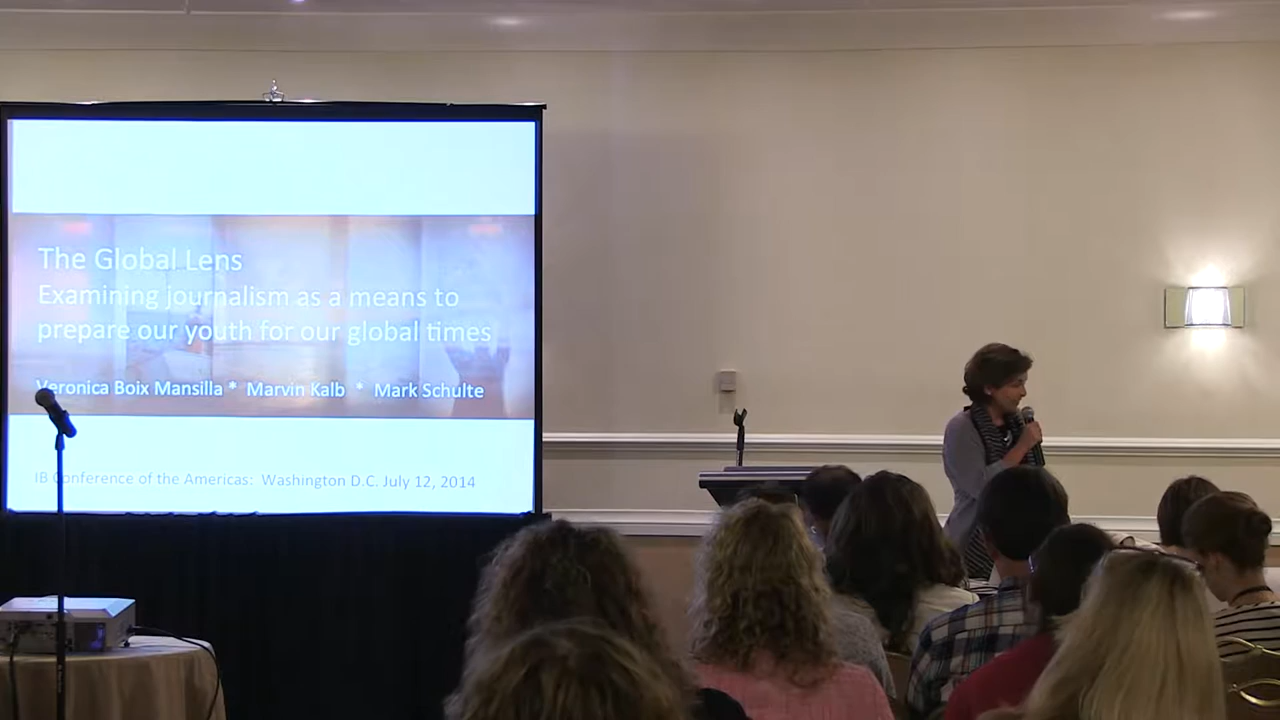 The Global Lens
Examining journalism as a means to
prepare our youth for our global times
Veronica Boix Mansilla * Marvin Kalb * Mark Schulte
IB Conference of the Americas: Washington D.C. July 12, 2014